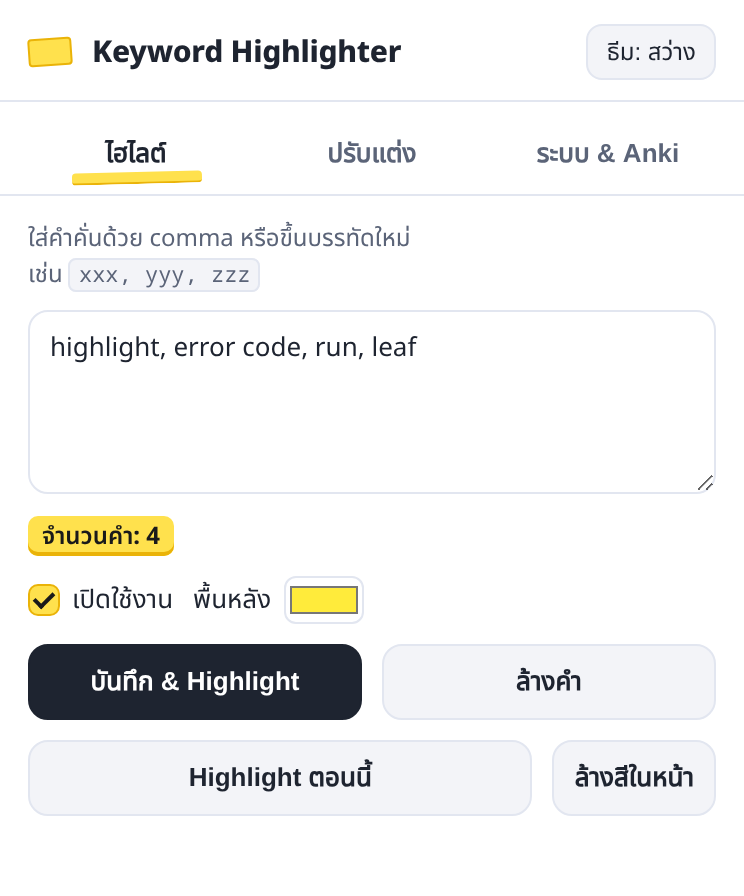 Keyword Highlighter
ธีม: สว่าง
ไฮไลต์
ปรับแต่ง
ระบบ & Anki
ใส่คำคั่นด้วย comma หรือขึ้นบรรทัดใหม่
เช่น xxx, yyy, zzz
highlight, error code, run, leaf
จำนวนคำ: 4
เปิดใช้งาน พื้นหลัง
บันทึก & Highlight
ล้างคำ
Highlight ตอนนี้
ล้างสีในหน้า